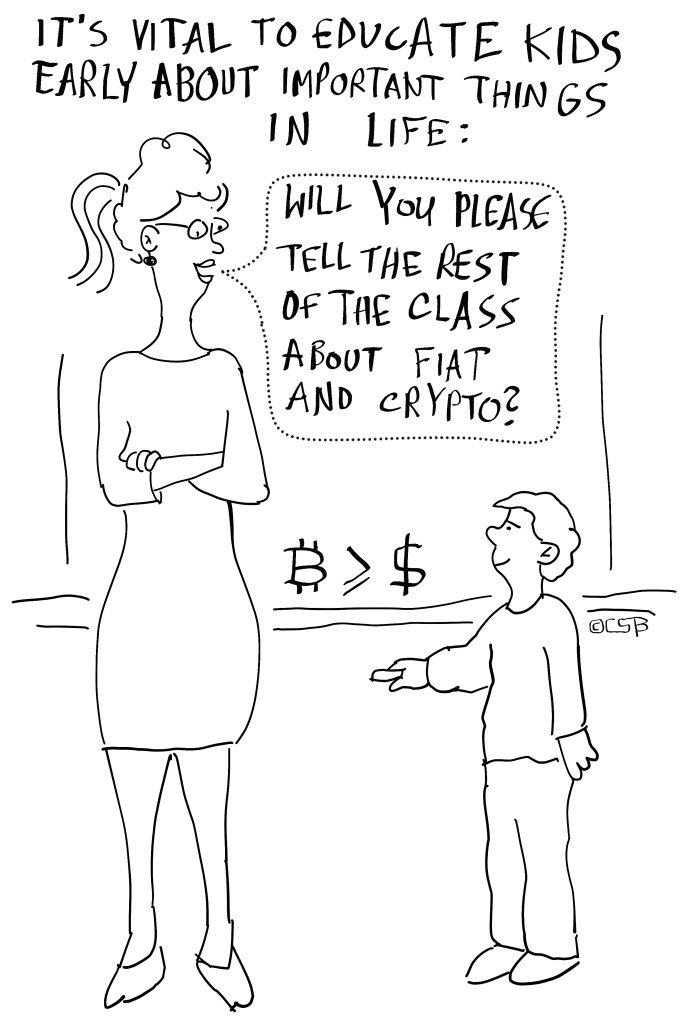 IT'S VITAL TO EDUCATE KIDS
EARLY ABOUT IMPORTANT THINGS
IN LIFE:
WILL YOU PLEASE
TELL THE REST
OF THE CLASS
ABOUT FIAT
AND CRYPTO?
₿ ⩾ $
©CSB